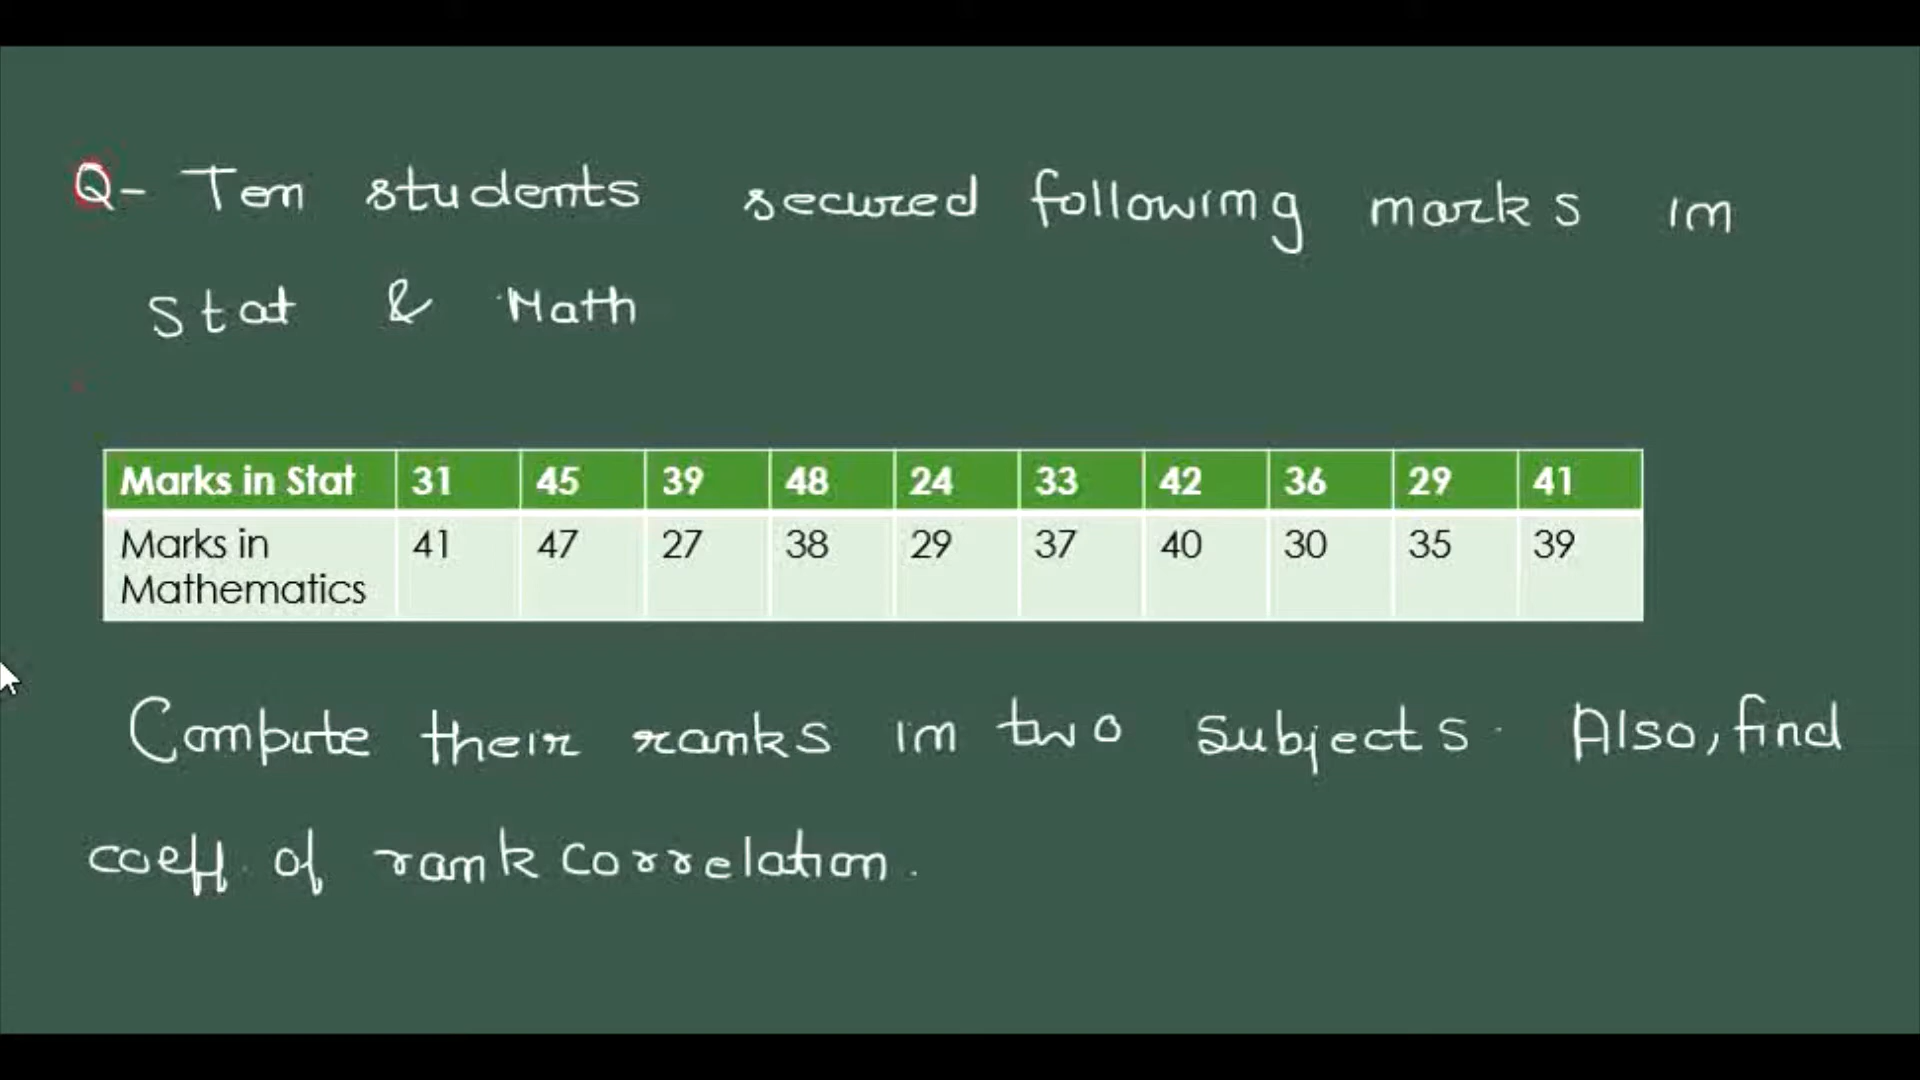 Q- Ten students secured following marks in
Stat & Math
Marks in Stat 31 45 39 48 24 33 42 36 29 41
Marks in 41 47 27 38 29 37 40 30 35 39
Mathematics
Compute their ranks in two subjects. Also, find
coeff. of rank correlation.